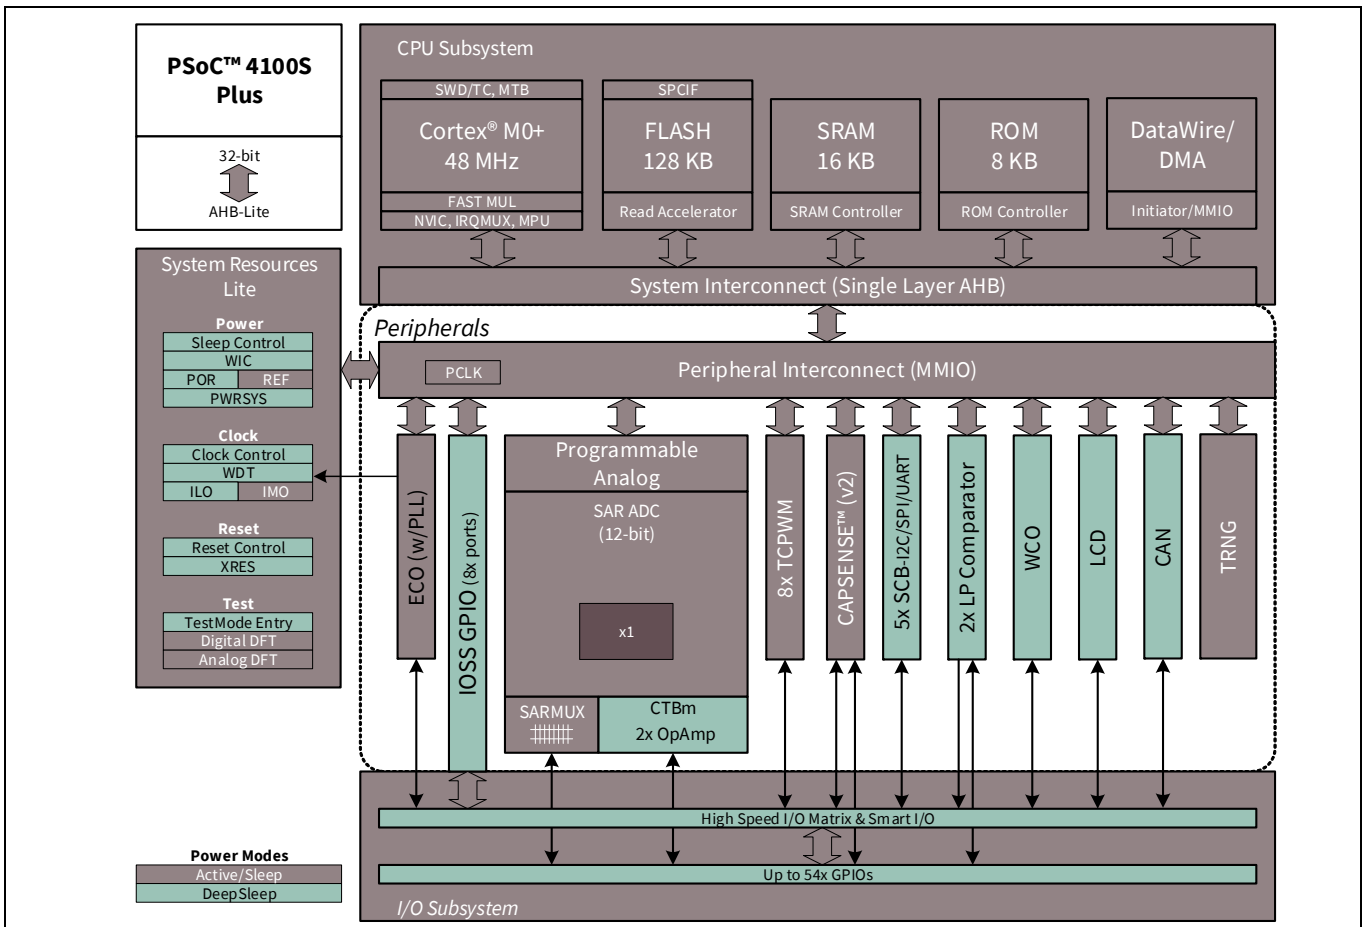 PSoC™ 4100S
Plus
32-bit
AHB-Lite
CPU Subsystem
SWD/TC, MTB
Cortex® M0+
48 MHz
FAST MUL
NVIC, IRQMUX, MPU
SPCIF
FLASH
128 KB
Read Accelerator
SRAM
16 KB
SRAM Controller
ROM
8 KB
ROM Controller
DataWire/
DMA
Initiator/MMIO
System Interconnect (Single Layer AHB)
System Resources
Lite
Power
Sleep Control
WIC
POR REF
PWRSYS
Clock
Clock Control
WDT
ILO IMO
Reset
Reset Control
XRES
Test
TestMode Entry
Digital DFT
Analog DFT
Peripherals
PCLK
Peripheral Interconnect (MMIO)
ECO (w/PLL)
IOSS GPIO (8x ports)
Programmable
Analog
SAR ADC
(12-bit)
x1
SARMUX
CTBm
2x OpAmp
8x TCPWM
CAPSENSE™ (v2)
5x SCB-I2C/SPI/UART
2x LP Comparator
WCO
LCD
CAN
TRNG
High Speed I/O Matrix & Smart I/O
Up to 54x GPIOs
I/O Subsystem
Power Modes
Active/Sleep
DeepSleep